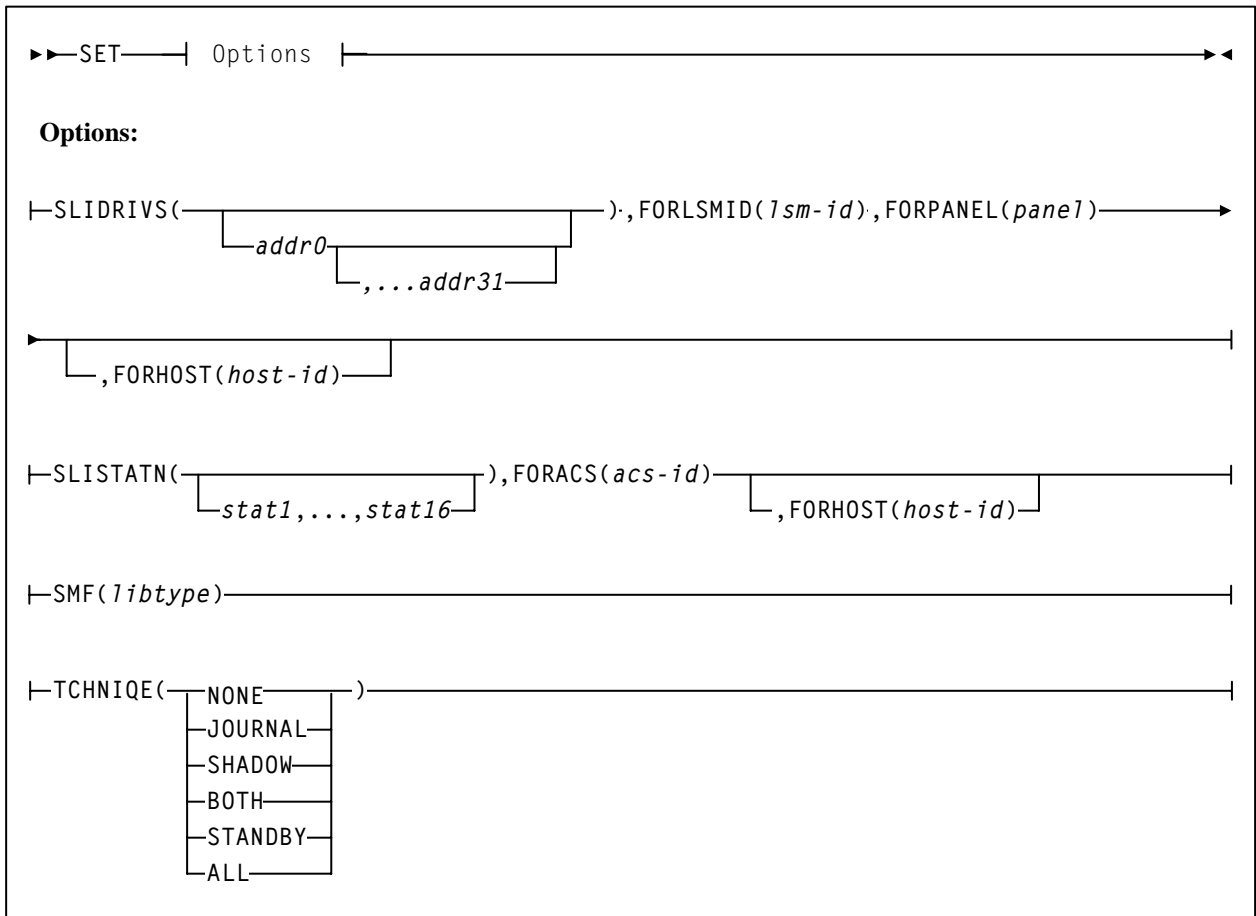 SET Options
Options:
SLIDRIVS( ) ,FORLSMID(lsm-id) ,FORPANEL(panel)
addr0
,...addr31
,FORHOST(host-id)
SLISTATN( ),FORACS(acs-id)
stat1,...,stat16 ,FORHOST(host-id)
SMF(libtype)
TCHNIQE( NONE )
JOURNAL
SHADOW
BOTH
STANDBY
ALL